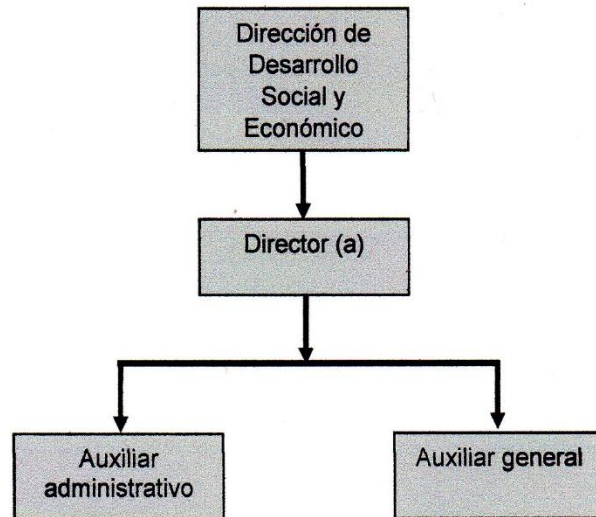 Dirección de
Desarrollo
Social y
Económico
Director (a)
Auxiliar
administrativo
Auxiliar general